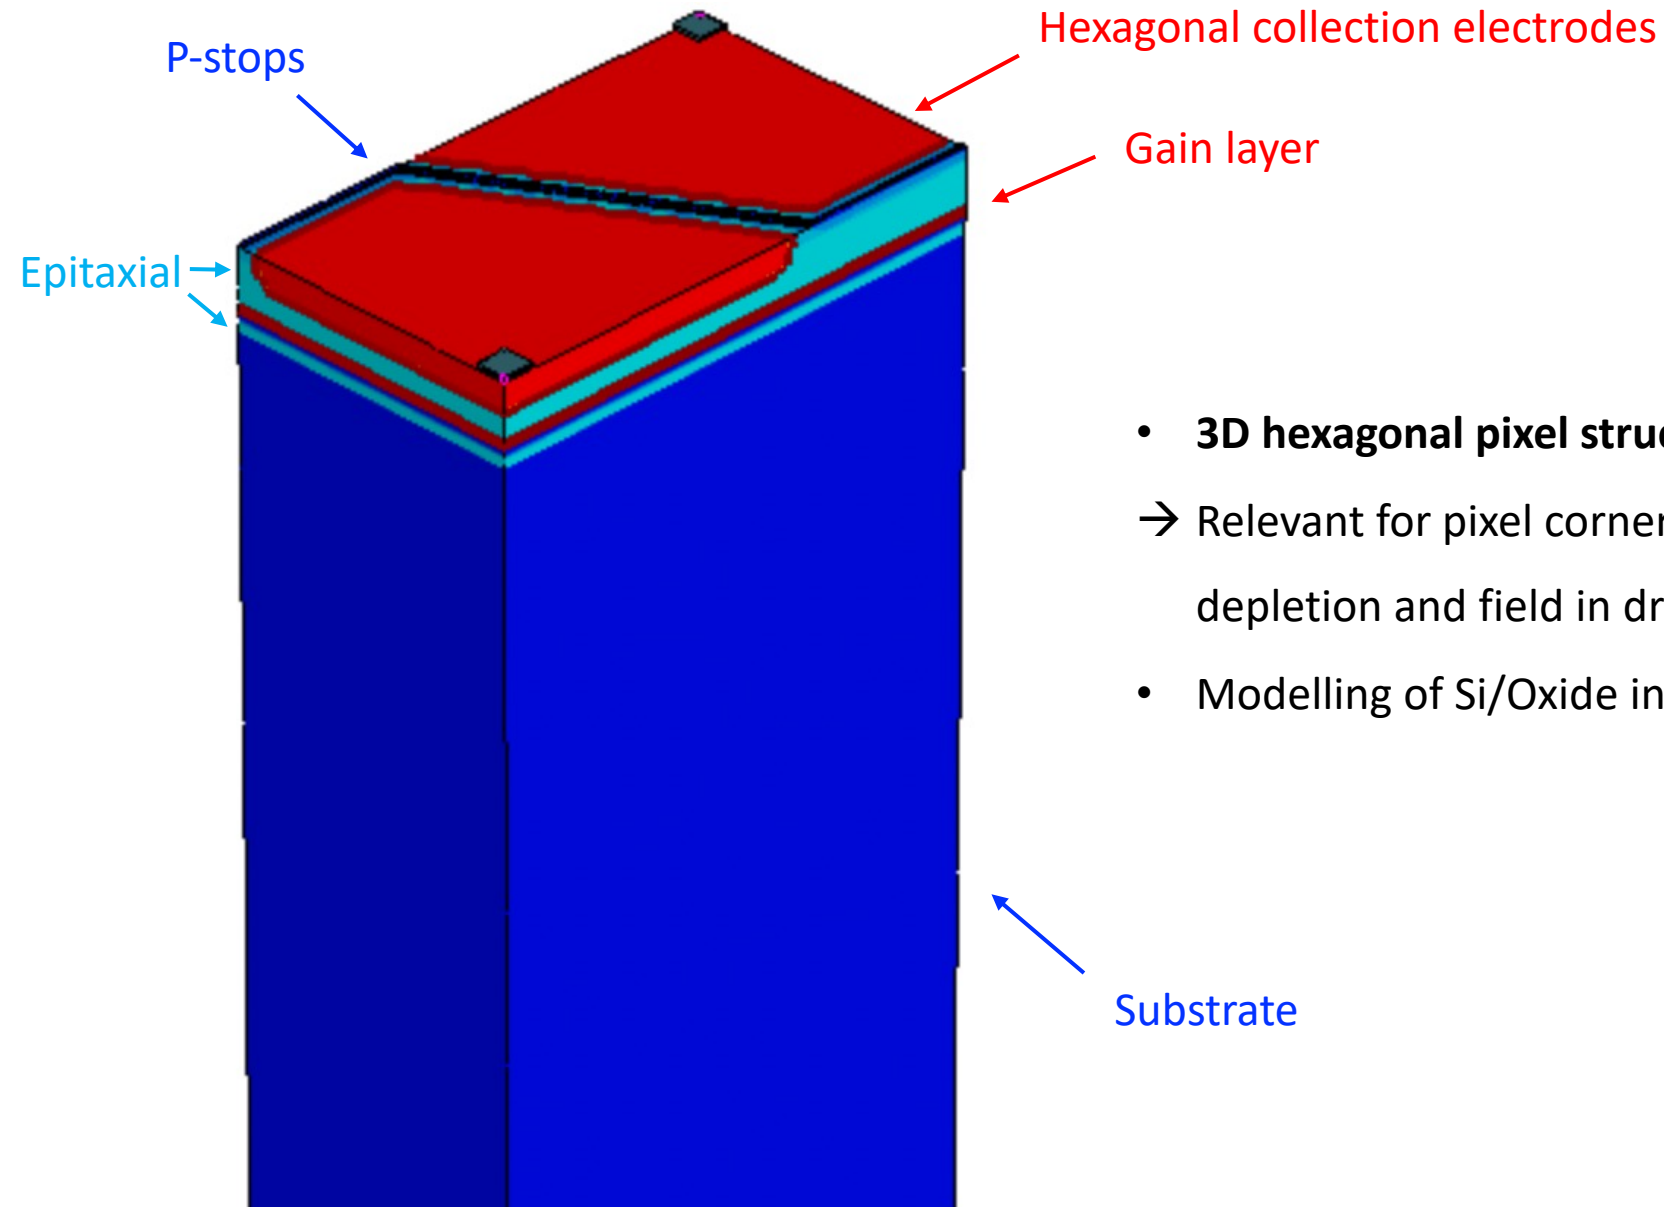 Hexagonal collection electrodes
P-stops
Gain layer
Epitaxial
• 3D hexagonal pixel
→ Relevant for pixel
depletion and field in
• Modelling of Si/Oxide
Substrate